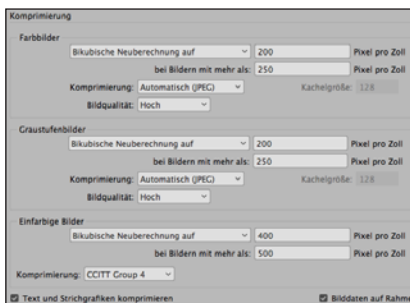 Komprimierung
Farbbilder
Bikubische Neuberechnung auf 200 Pixel pro Zoll
bei Bildern mit mehr als: 250 Pixel pro Zoll
Komprimierung: Automatisch (JPEG) Kachelgröße: 128
Bildqualität: Hoch
Graustufenbilder
Bikubische Neuberechnung auf 200 Pixel pro Zoll
bei Bildern mit mehr als: 250 Pixel pro Zoll
Komprimierung: Automatisch (JPEG) Kachelgröße: 128
Bildqualität: Hoch
Einfarbige Bilder
Bikubische Neuberechnung auf 400 Pixel pro Zoll
bei Bildern mit mehr als: 500 Pixel pro Zoll
Komprimierung: CCITT Group 4
Text und Strichgrafiken komprimieren Bilddaten auf Rahme